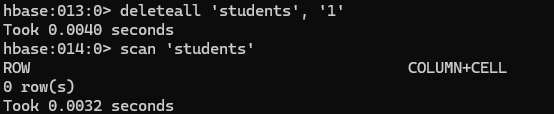 hbase:013:0> deleteall 'students', '1'
Took 0.0040 seconds
hbase:014:0> scan 'students'
ROW COLUMN+CELL
0 row(s)
Took 0.0032 seconds